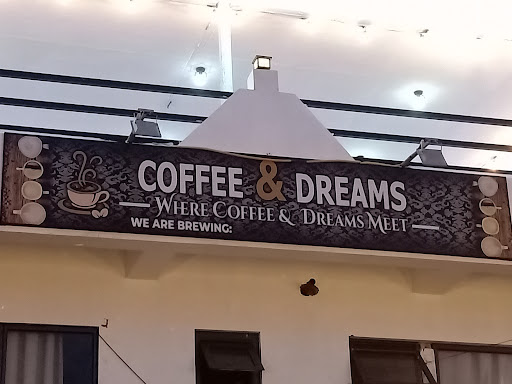 COFFEE & DREAMS
WHERE COFFEE & DREAMS MEET
WE ARE BREWING: